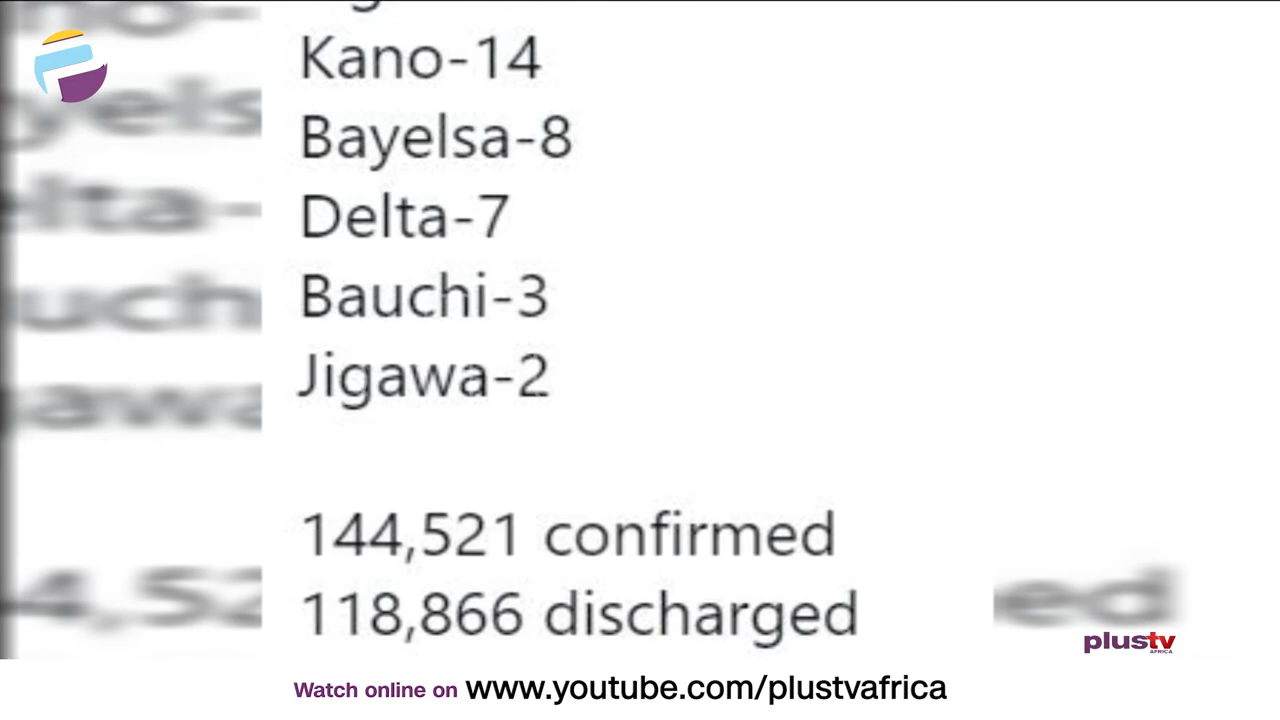 Kano-14
Bayelsa-8
Delta-7
Bauchi-3
Jigawa-2
144,521 confirmed
118,866 discharged
plustv
AFRICA
Watch online on www.youtube.com/plustvafrica